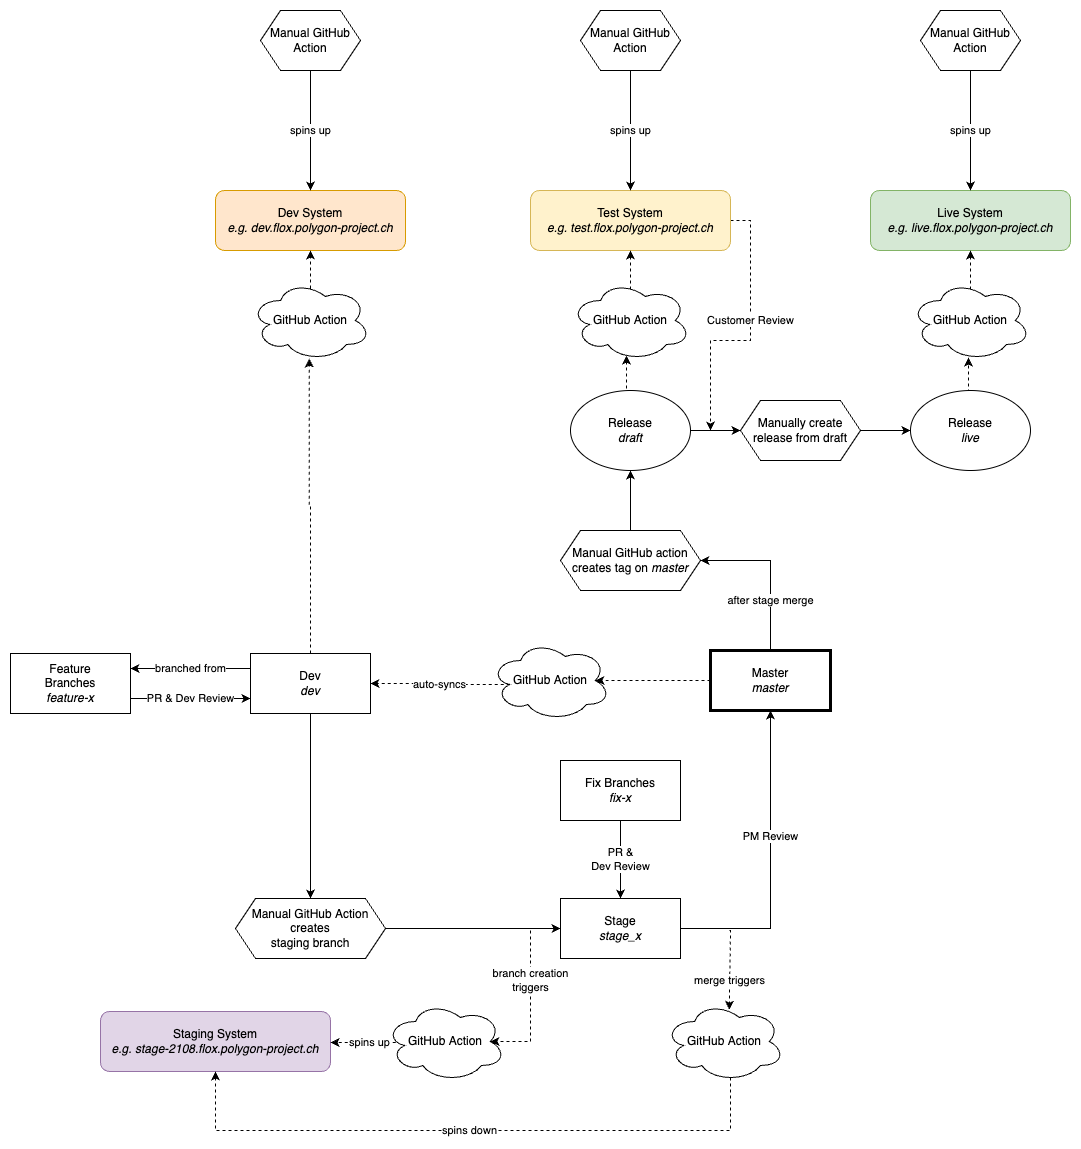 Manual GitHub
Action
Manual GitHub
Action
Manual GitHub
Action
spins up
spins up
spins up
Dev System
e.g. dev.flox.polygon-project.ch
Test System
e.g. test.flox.polygon-project.ch
Live System
e.g. live.flox.polygon-project.ch
GitHub Action
GitHub Action
Customer Review
GitHub Action
Release
draft
Manually create
release from draft
Release
live
Manual GitHub action
creates tag on master
after stage merge
Feature
Branches
feature-x
branched from
PR & Dev Review
Dev
dev
auto-syncs
GitHub Action
Master
master
Fix Branches
fix-x
PR &
Dev Review
PM Review
Manual GitHub Action
creates
staging branch
Stage
stage_x
branch creation
triggers
merge triggers
Staging System
e.g. stage-2108.flox.polygon-project.ch
spins up
GitHub Action
GitHub Action
spins down